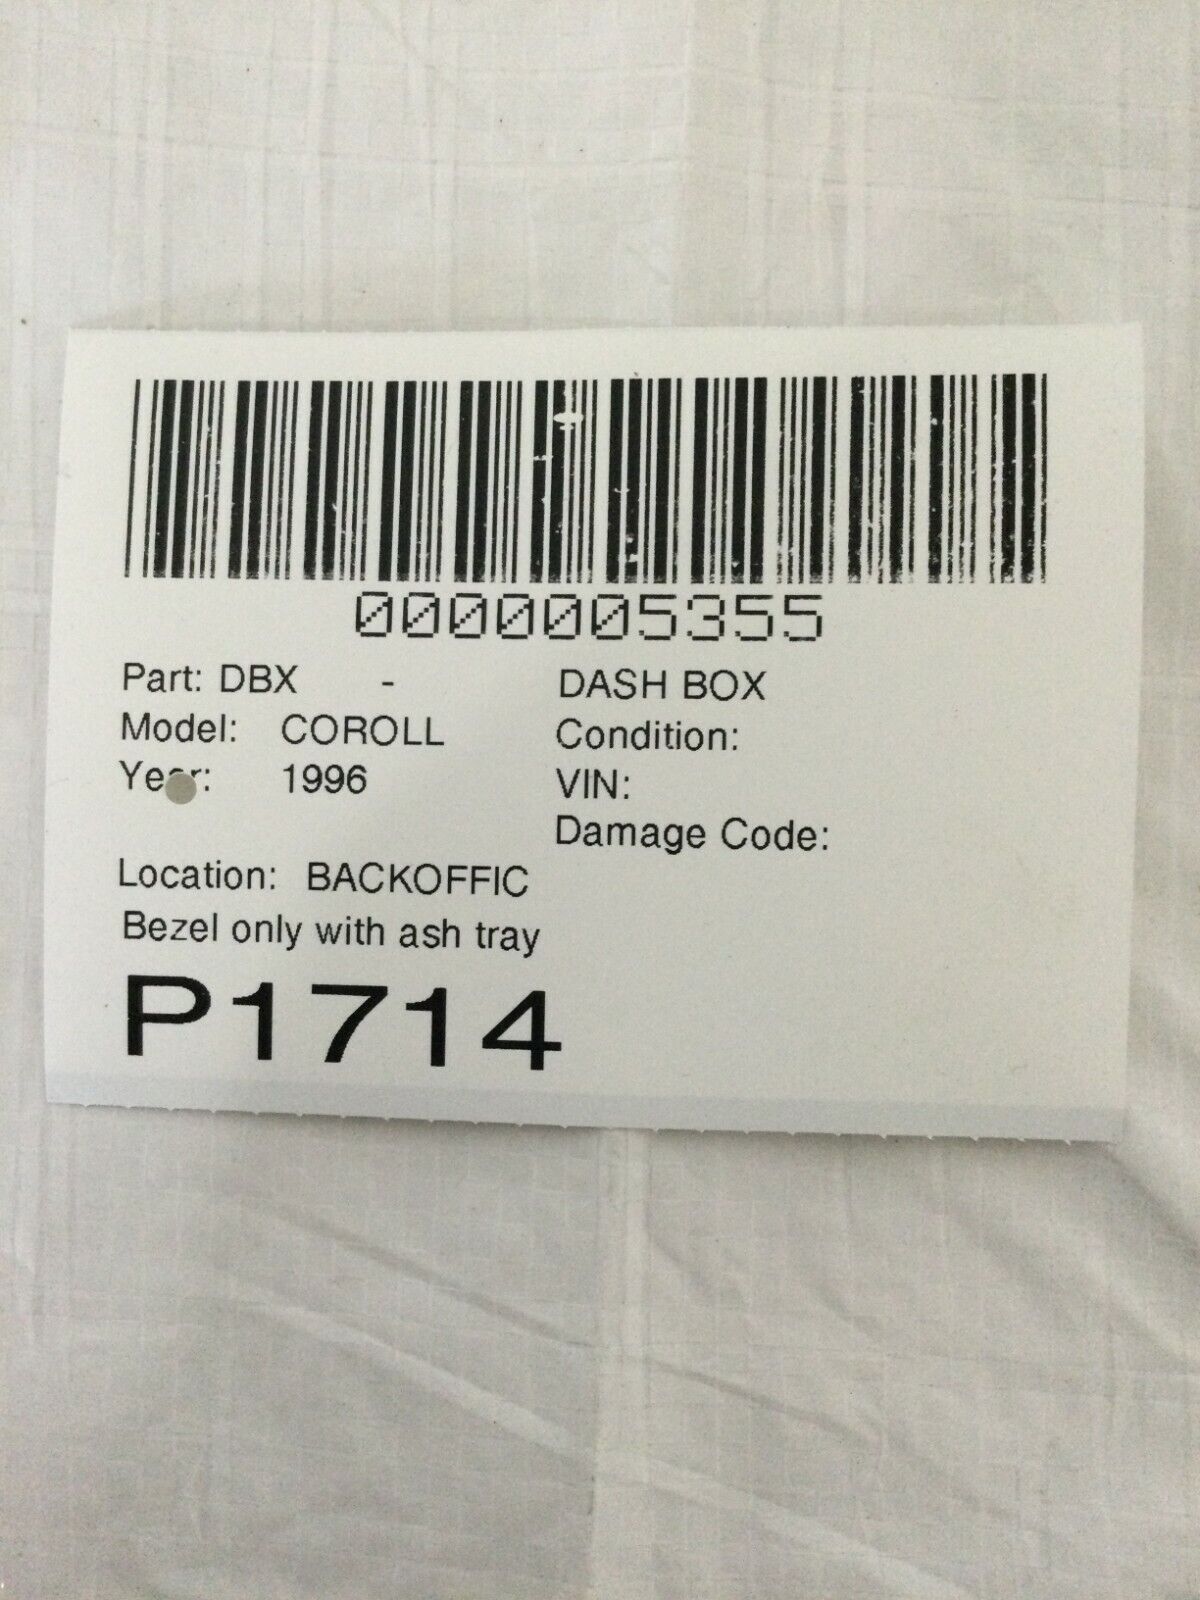 0000005355
Part: DBX - DASH BOX
Model: COROLL Condition:
Year: 1996 VIN:
Damage Code:
Location: BACKOFFIC
Bezel only with ash tray
P1714